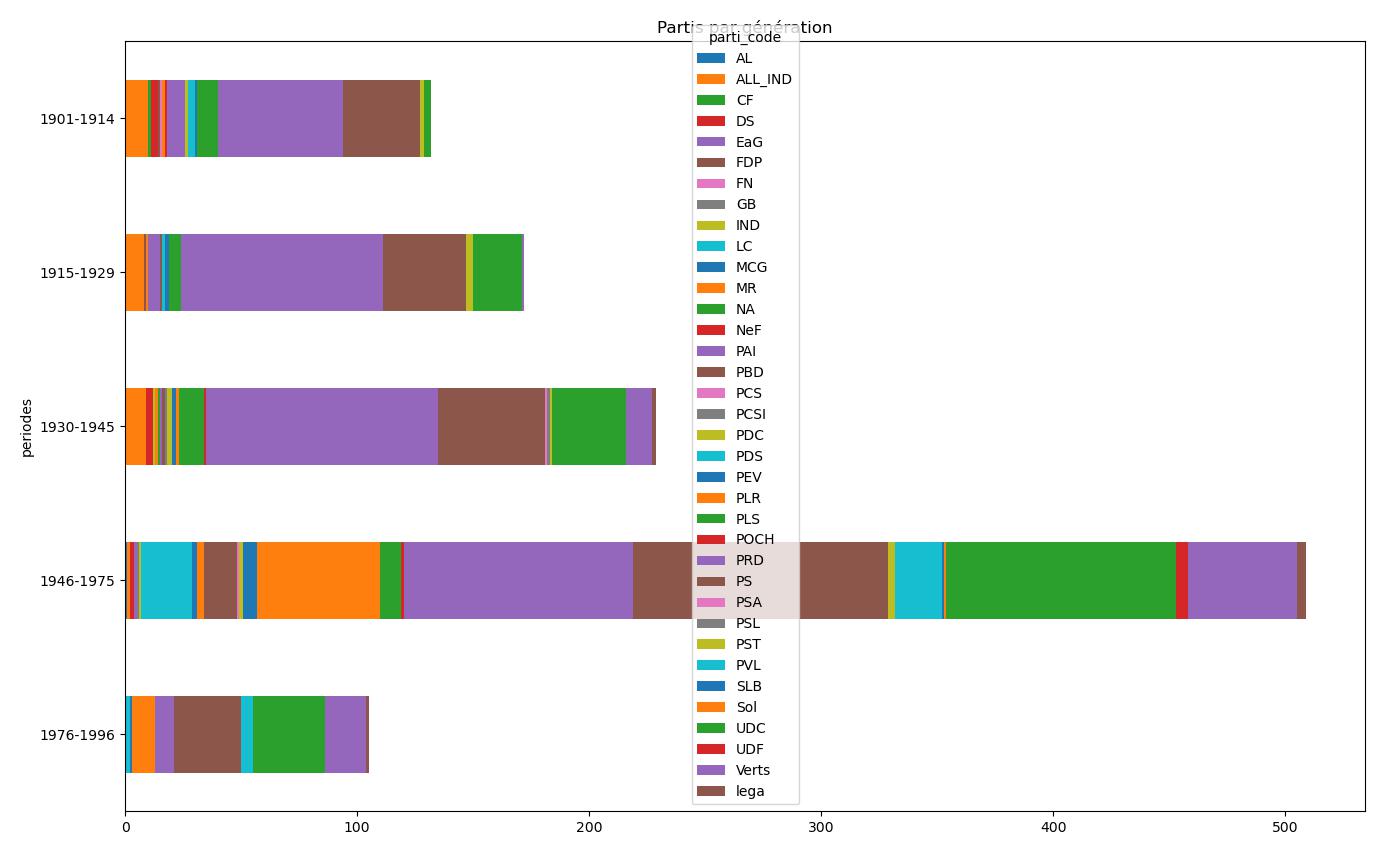 Partis par génération
parti_code
AL
ALL_IND
CF
DS
EaG
FDP
FN
GB
IND
LC
MCG
MR
NA
NeF
PAI
PBD
PCS
PCSI
PDC
PDS
PEV
PLR
PLS
POCH
PRD
PS
PSA
PSL
PST
PVL
SLB
Sol
UDC
UDF
Verts
lega
periodes
1901-1914
1915-1929
1930-1945
1946-1975
1976-1996
0 100 200 300 400 500